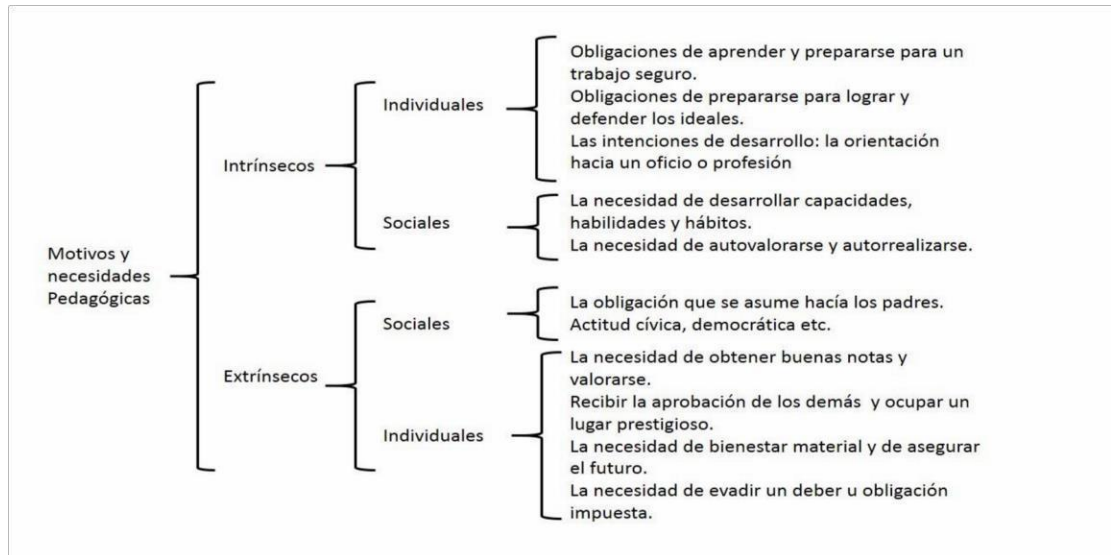 Motivos y
necesidades
Pedagógicas
Intrínsecos
Individuales
Obligaciones de aprender y prepararse para un
trabajo seguro.
Obligaciones de prepararse para lograr y
defender los ideales.
Las intenciones de desarrollo: la orientación
hacia un oficio o profesión
Sociales
La necesidad de desarrollar capacidades,
habilidades y hábitos.
La necesidad de autovalorarse y autorrealizarse.
Extrínsecos
Sociales
La obligación que se asume hacía los padres.
Actitud cívica, democrática etc.
Individuales
La necesidad de obtener buenas notas y
valorarse.
Recibir la aprobación de los demás y ocupar un
lugar prestigioso.
La necesidad de bienestar material y de asegurar
el futuro.
La necesidad de evadir un deber u obligación
impuesta.